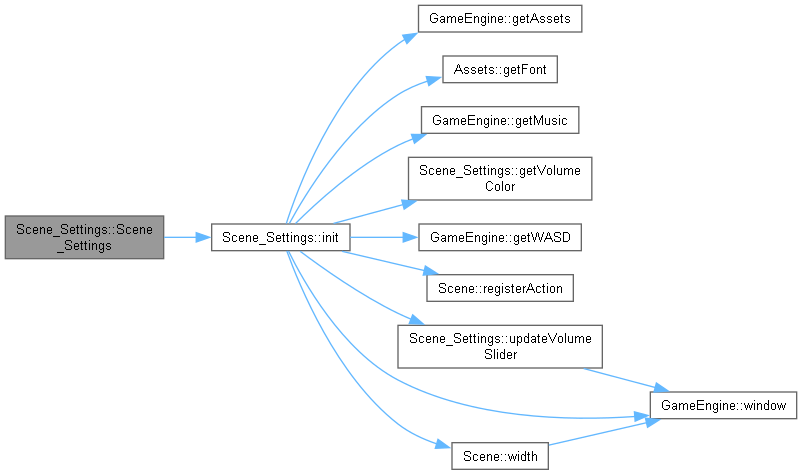 GameEngine::getAssets
Assets::getFont
GameEngine::getMusic
Scene_Settings::getVolume
Color
Scene_Settings::Scene
_Settings
Scene_Settings::init
GameEngine::getWASD
Scene::registerAction
Scene_Settings::updateVolume
Slider
GameEngine::window
Scene::width